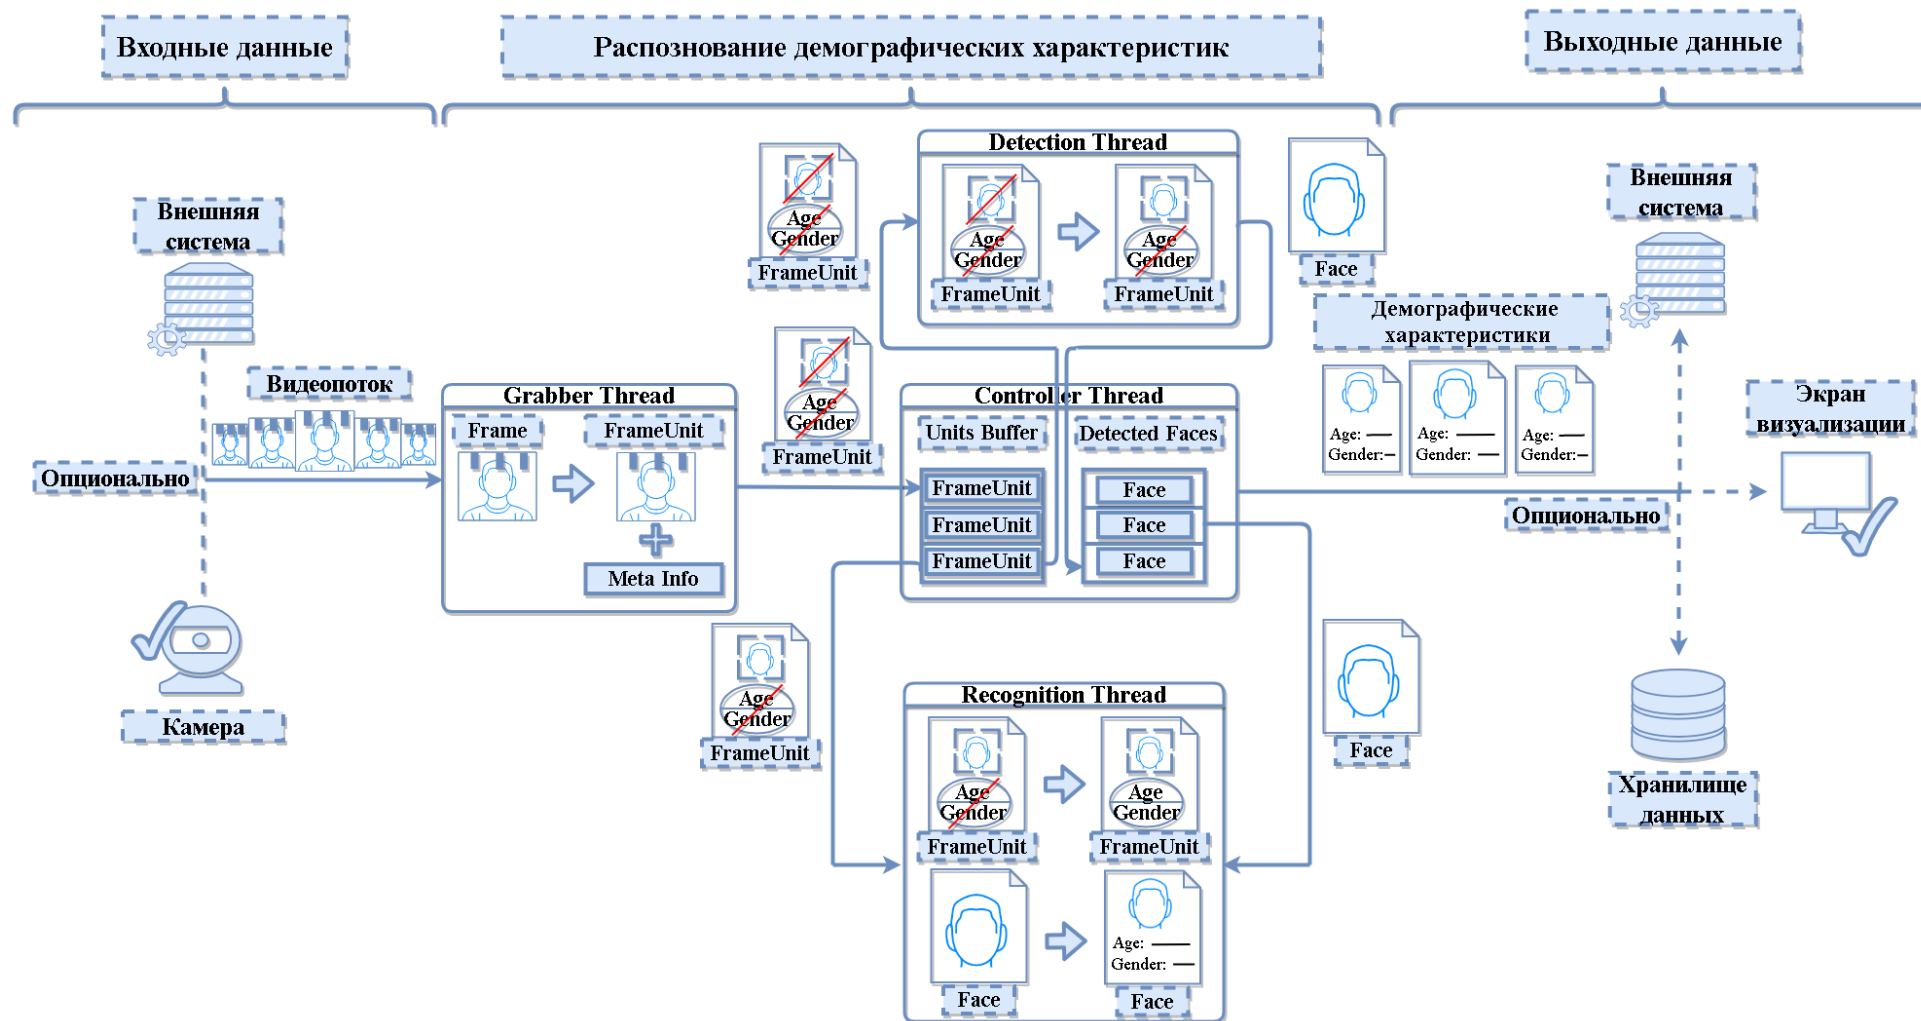 Входные данные
Распознование демографических характеристик
Выходные данные
Внешняя
система
Видеопоток
Опционально
Камера
Grabber Thread
Frame
FrameUnit
Meta Info
Age
Gender
FrameUnit
Age
Gender
FrameUnit
Age
Gender
FrameUnit
Detection Thread
Age
Gender
FrameUnit
Age
Gender
FrameUnit
Controller Thread
Units Buffer
FrameUnit
FrameUnit
FrameUnit
Detected Faces
Face
Face
Face
Recognition Thread
Age
Gender
FrameUnit
Age
Gender
FrameUnit
Face
Age:
Gender:
Face
Face
Face
Демографические
характеристики
Age:
Gender:
Age:
Gender:
Age:
Gender:
Опционально
Внешняя
система
Экран
визуализации
Хранилище
данных